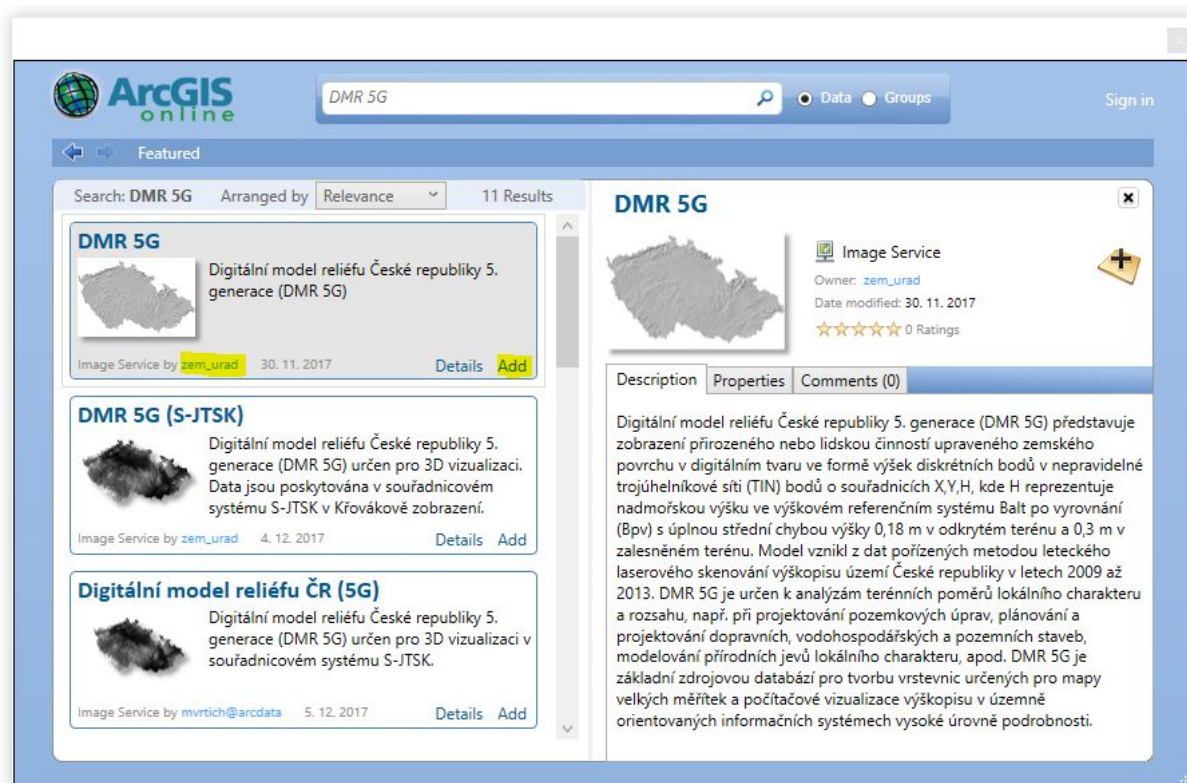 ArcGIS
online
DMR 5G
Data
Groups
Sign in
Featured
Search: DMR 5G
Arranged by
Relevance
11 Results
DMR 5G
Digitální model reliéfu České republiky 5.
generace (DMR 5G)
Image Service by zem_urad
30. 11. 2017
Details
Add
DMR 5G (S-JTSK)
Digitální model reliéfu České republiky 5.
generace (DMR 5G) určen pro 3D vizualizaci.
Data jsou poskytována v souřadnicovém
systému S-JTSK v Křovákově zobrazení.
Image Service by zem_urad
4. 12. 2017
Details
Add
Digitální model reliéfu ČR (5G)
Digitální model reliéfu České republiky 5.
generace (DMR 5G) určen pro 3D vizualizaci v
souřadnicovém systému S-JTSK.
Image Service by mvrtich@arcdata
5. 12. 2017
Details
Add
DMR 5G
Image Service
Owner: zem_urad
Date modified: 30. 11. 2017
0 Ratings
Description
Properties
Comments (0)
Digitální model reliéfu České republiky 5. generace (DMR 5G) představuje
zobrazení přirozeného nebo lidskou činností upraveného zemského
povrchu v digitálním tvaru ve formě výšek diskrétních bodů v nepravidelné
trojúhelníkové síti (TIN) bodů o souřadnicích X,Y,H, kde H reprezentuje
nadmořskou výšku ve výškovém referenčním systému Balt po vyrovnání
(Bpv) s úplnou střední chybou výšky 0,18 m v odkrytém terénu a 0,3 m v
zalesněném terénu. Model vznikl z dat pořízených metodou leteckého
laserového skenování výškopisu území České republiky v letech 2009 až
2013. DMR 5G je určen k analýzám terénních poměrů lokálního charakteru
a rozsahu, např. při projektování pozemkových úprav, plánování a
projektování dopravních, vodohospodářských a pozemních staveb,
modelování přírodních jevů lokálního charakteru, apod. DMR 5G je
základní zdrojovou databází pro tvorbu vrstevnic určených pro mapy
velkých měřítek a počítačové vizualizace výškopisu v územně
orientovaných informačních systémech vysoké úrovně podrobnosti.